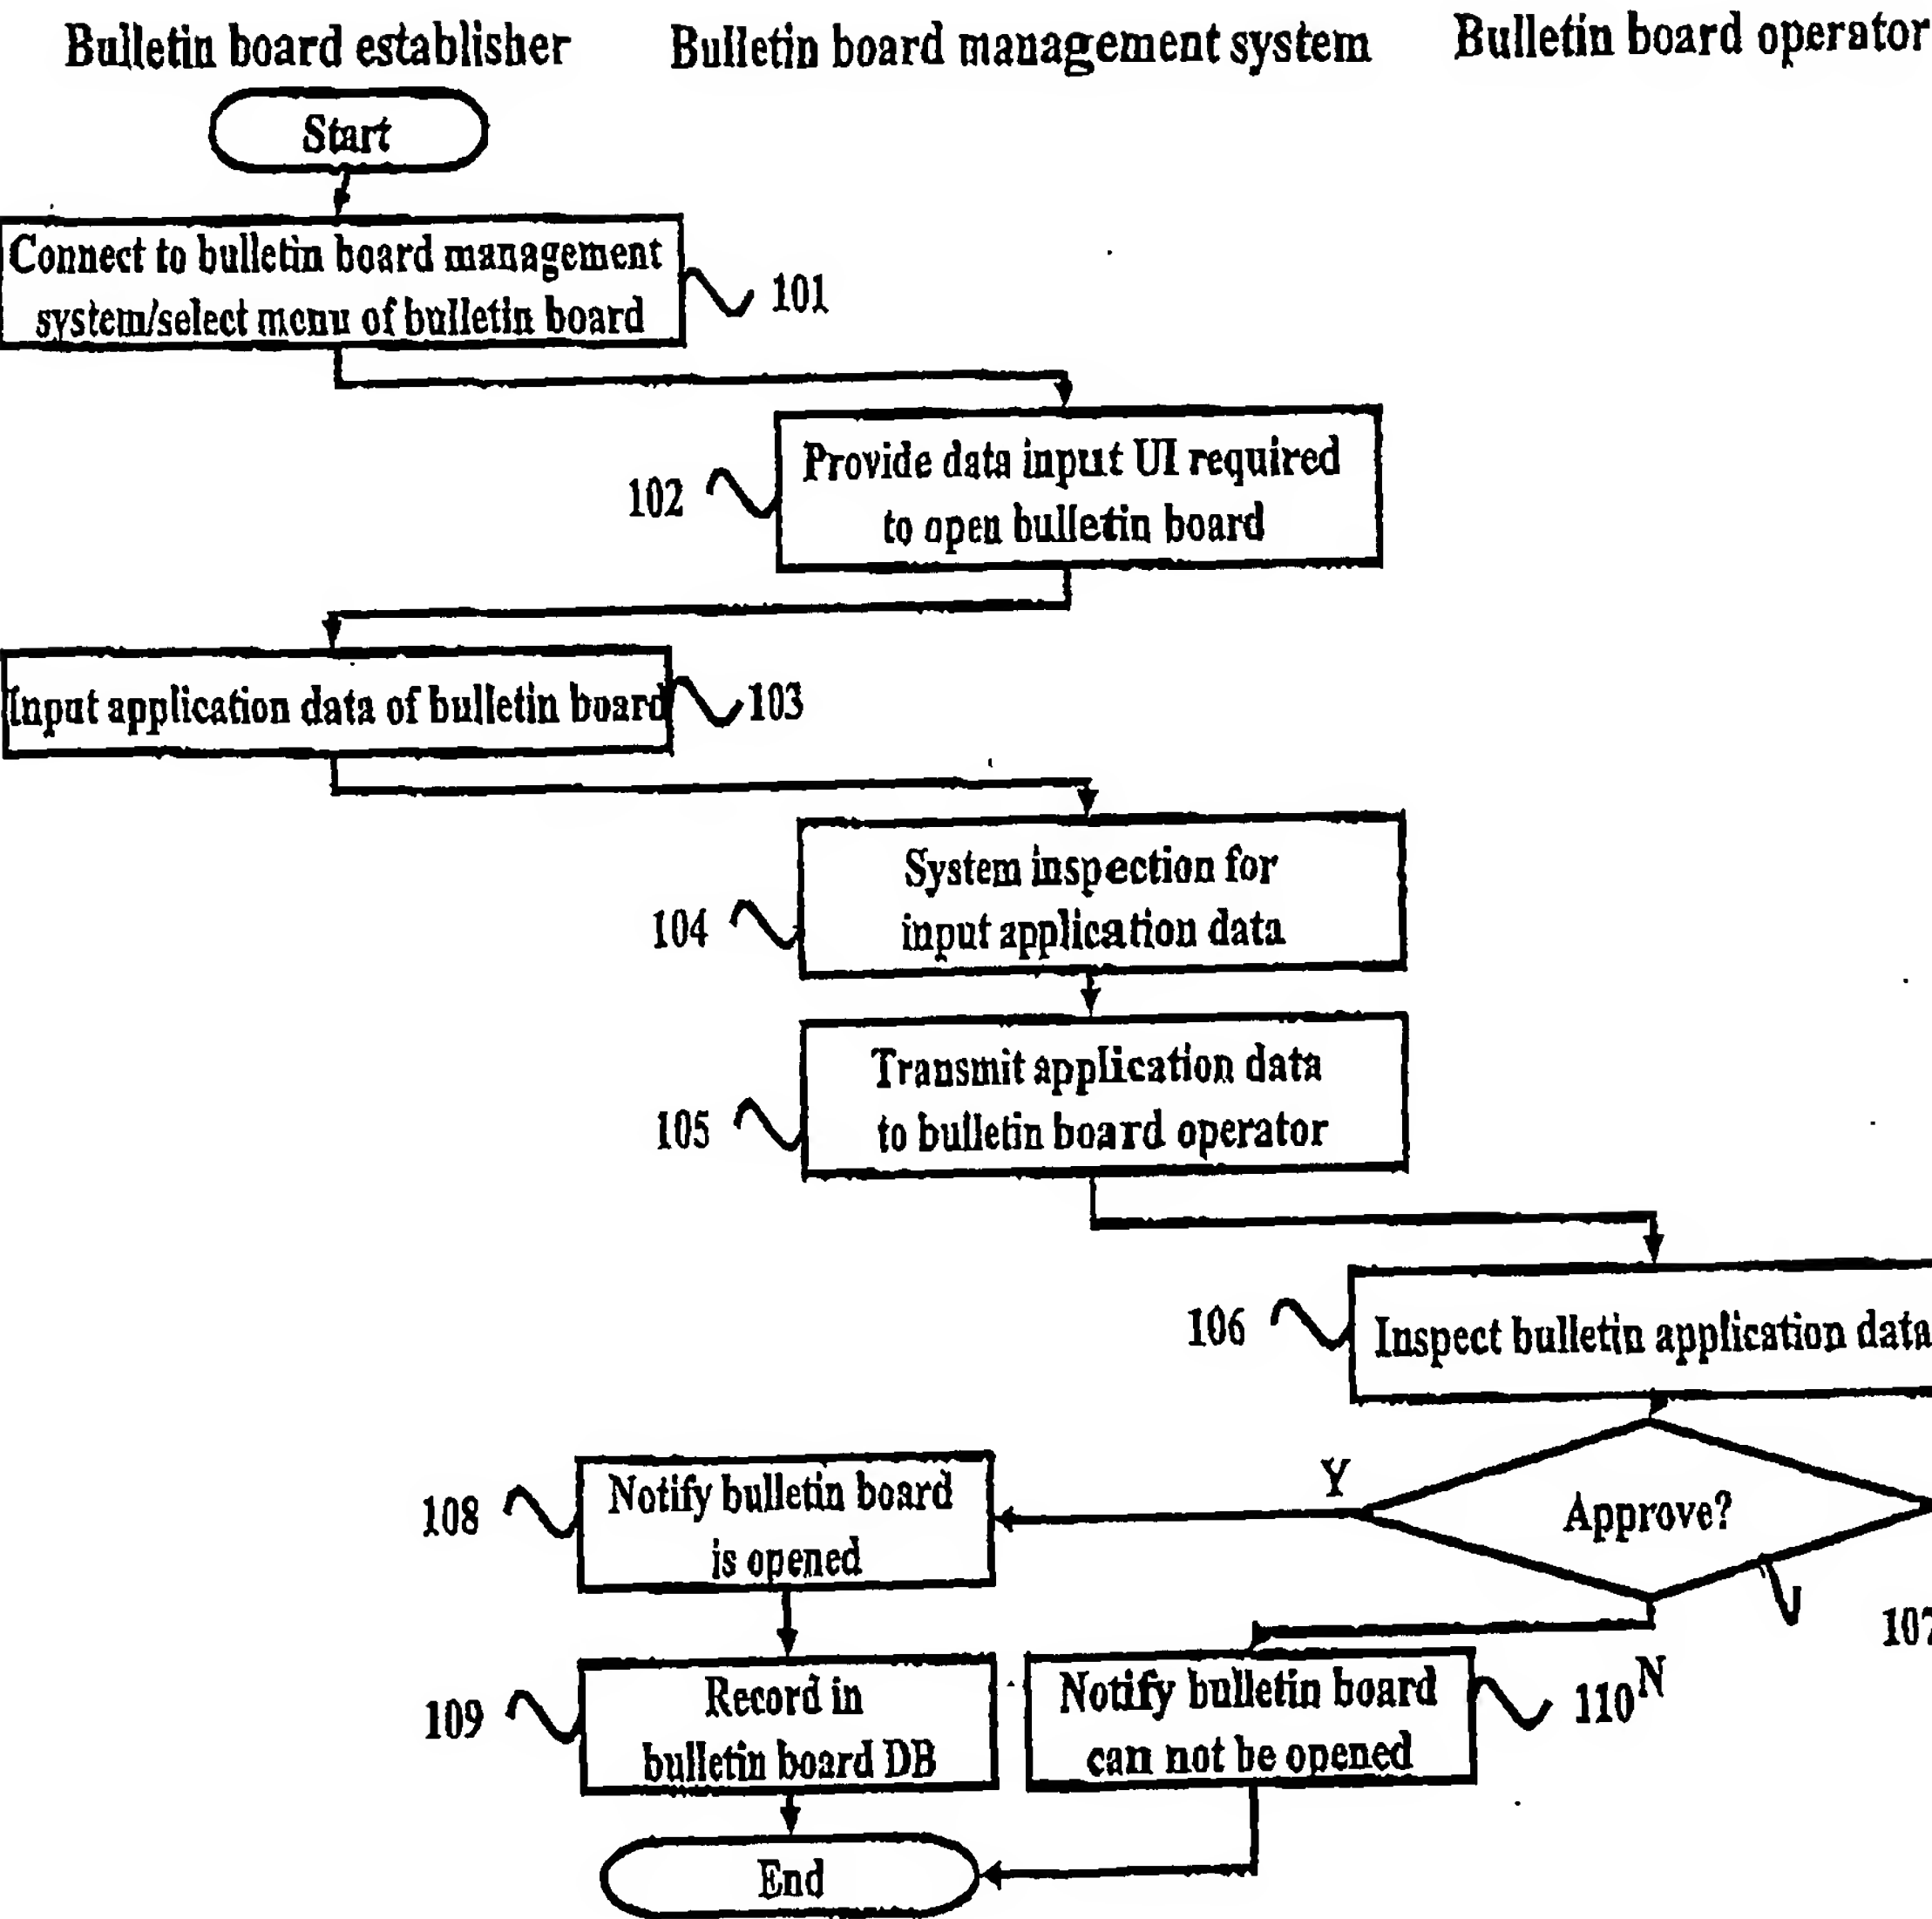 Bulletin board establisher
Bulletin board management system
Bulletin board operator
Start
Connect to bulletin board management
system/select menu of bulletin board
101
Provide data input UI required
to open bulletin board
102
Input application data of bulletin board
103
System inspection for
input application data
104
Transmit application data
to bulletin board operator
105
106
Inspect bulletin application data
Y
Approve?
107
108
Notify bulletin board
is opened
109
Record in
bulletin board DB
Notify bulletin board
can not be opened
110
N
End